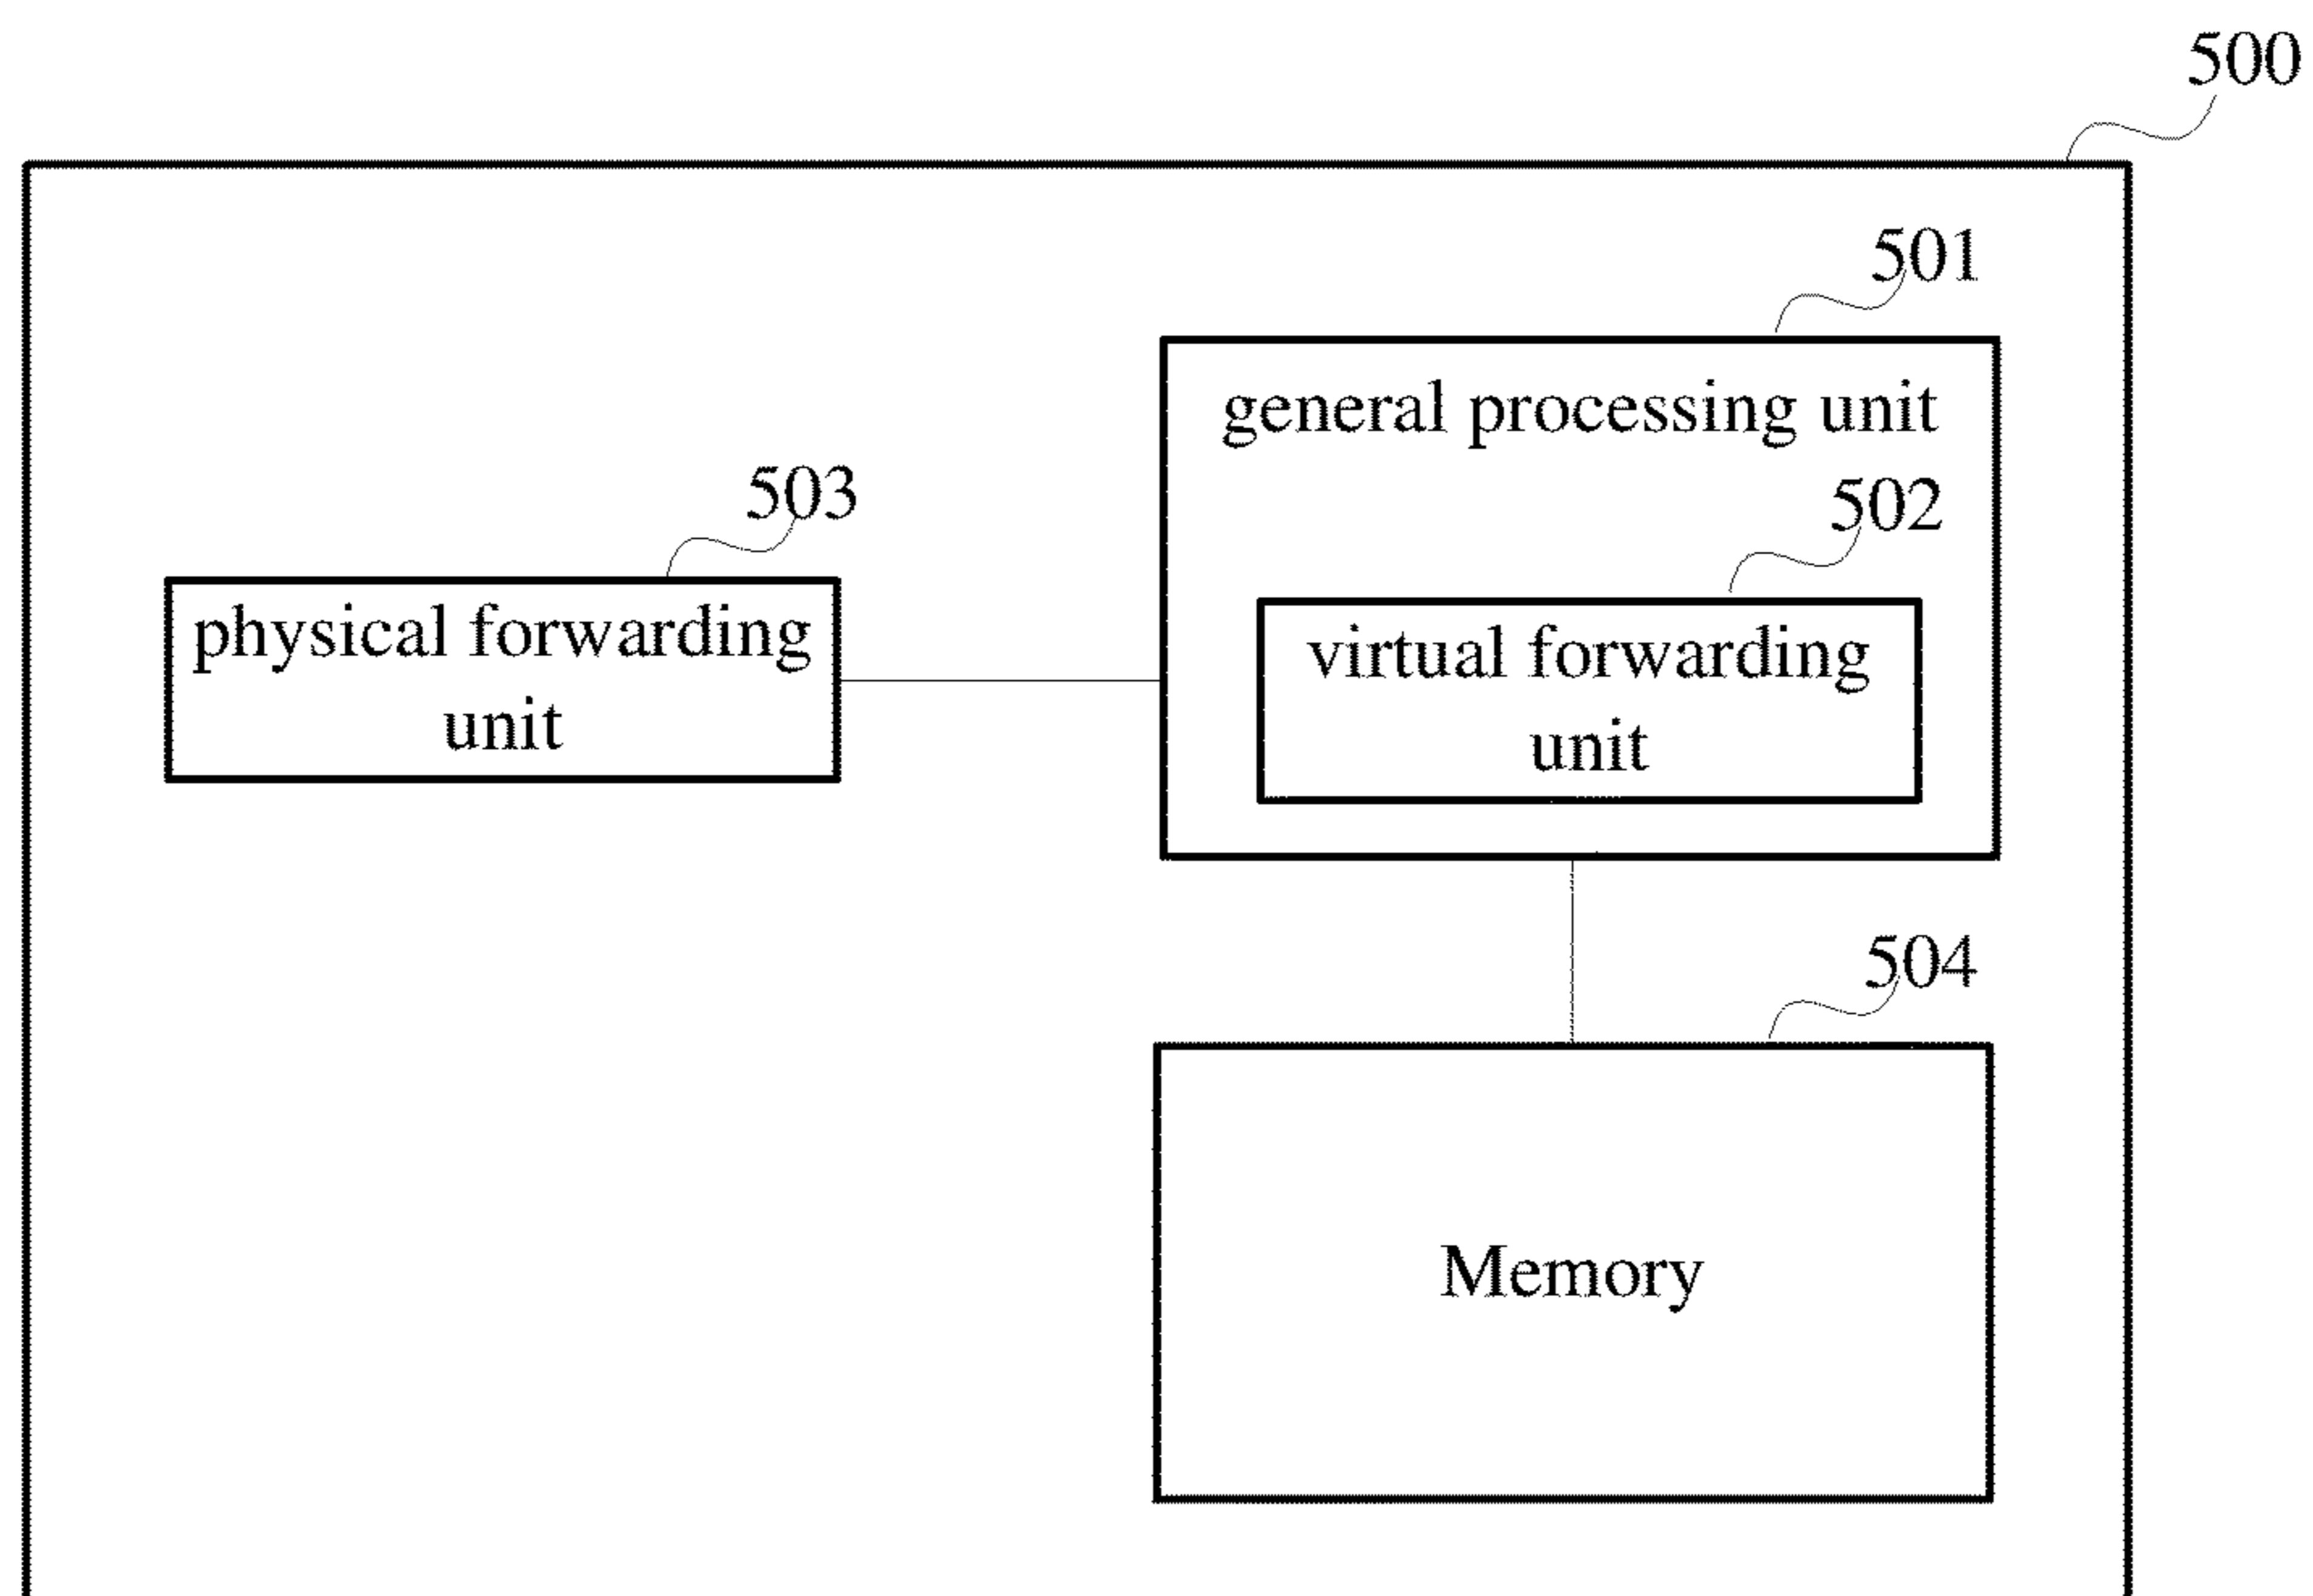 500
501
general processing unit
503
502
physical forwarding
unit
virtual forwarding
unit
504
Memory